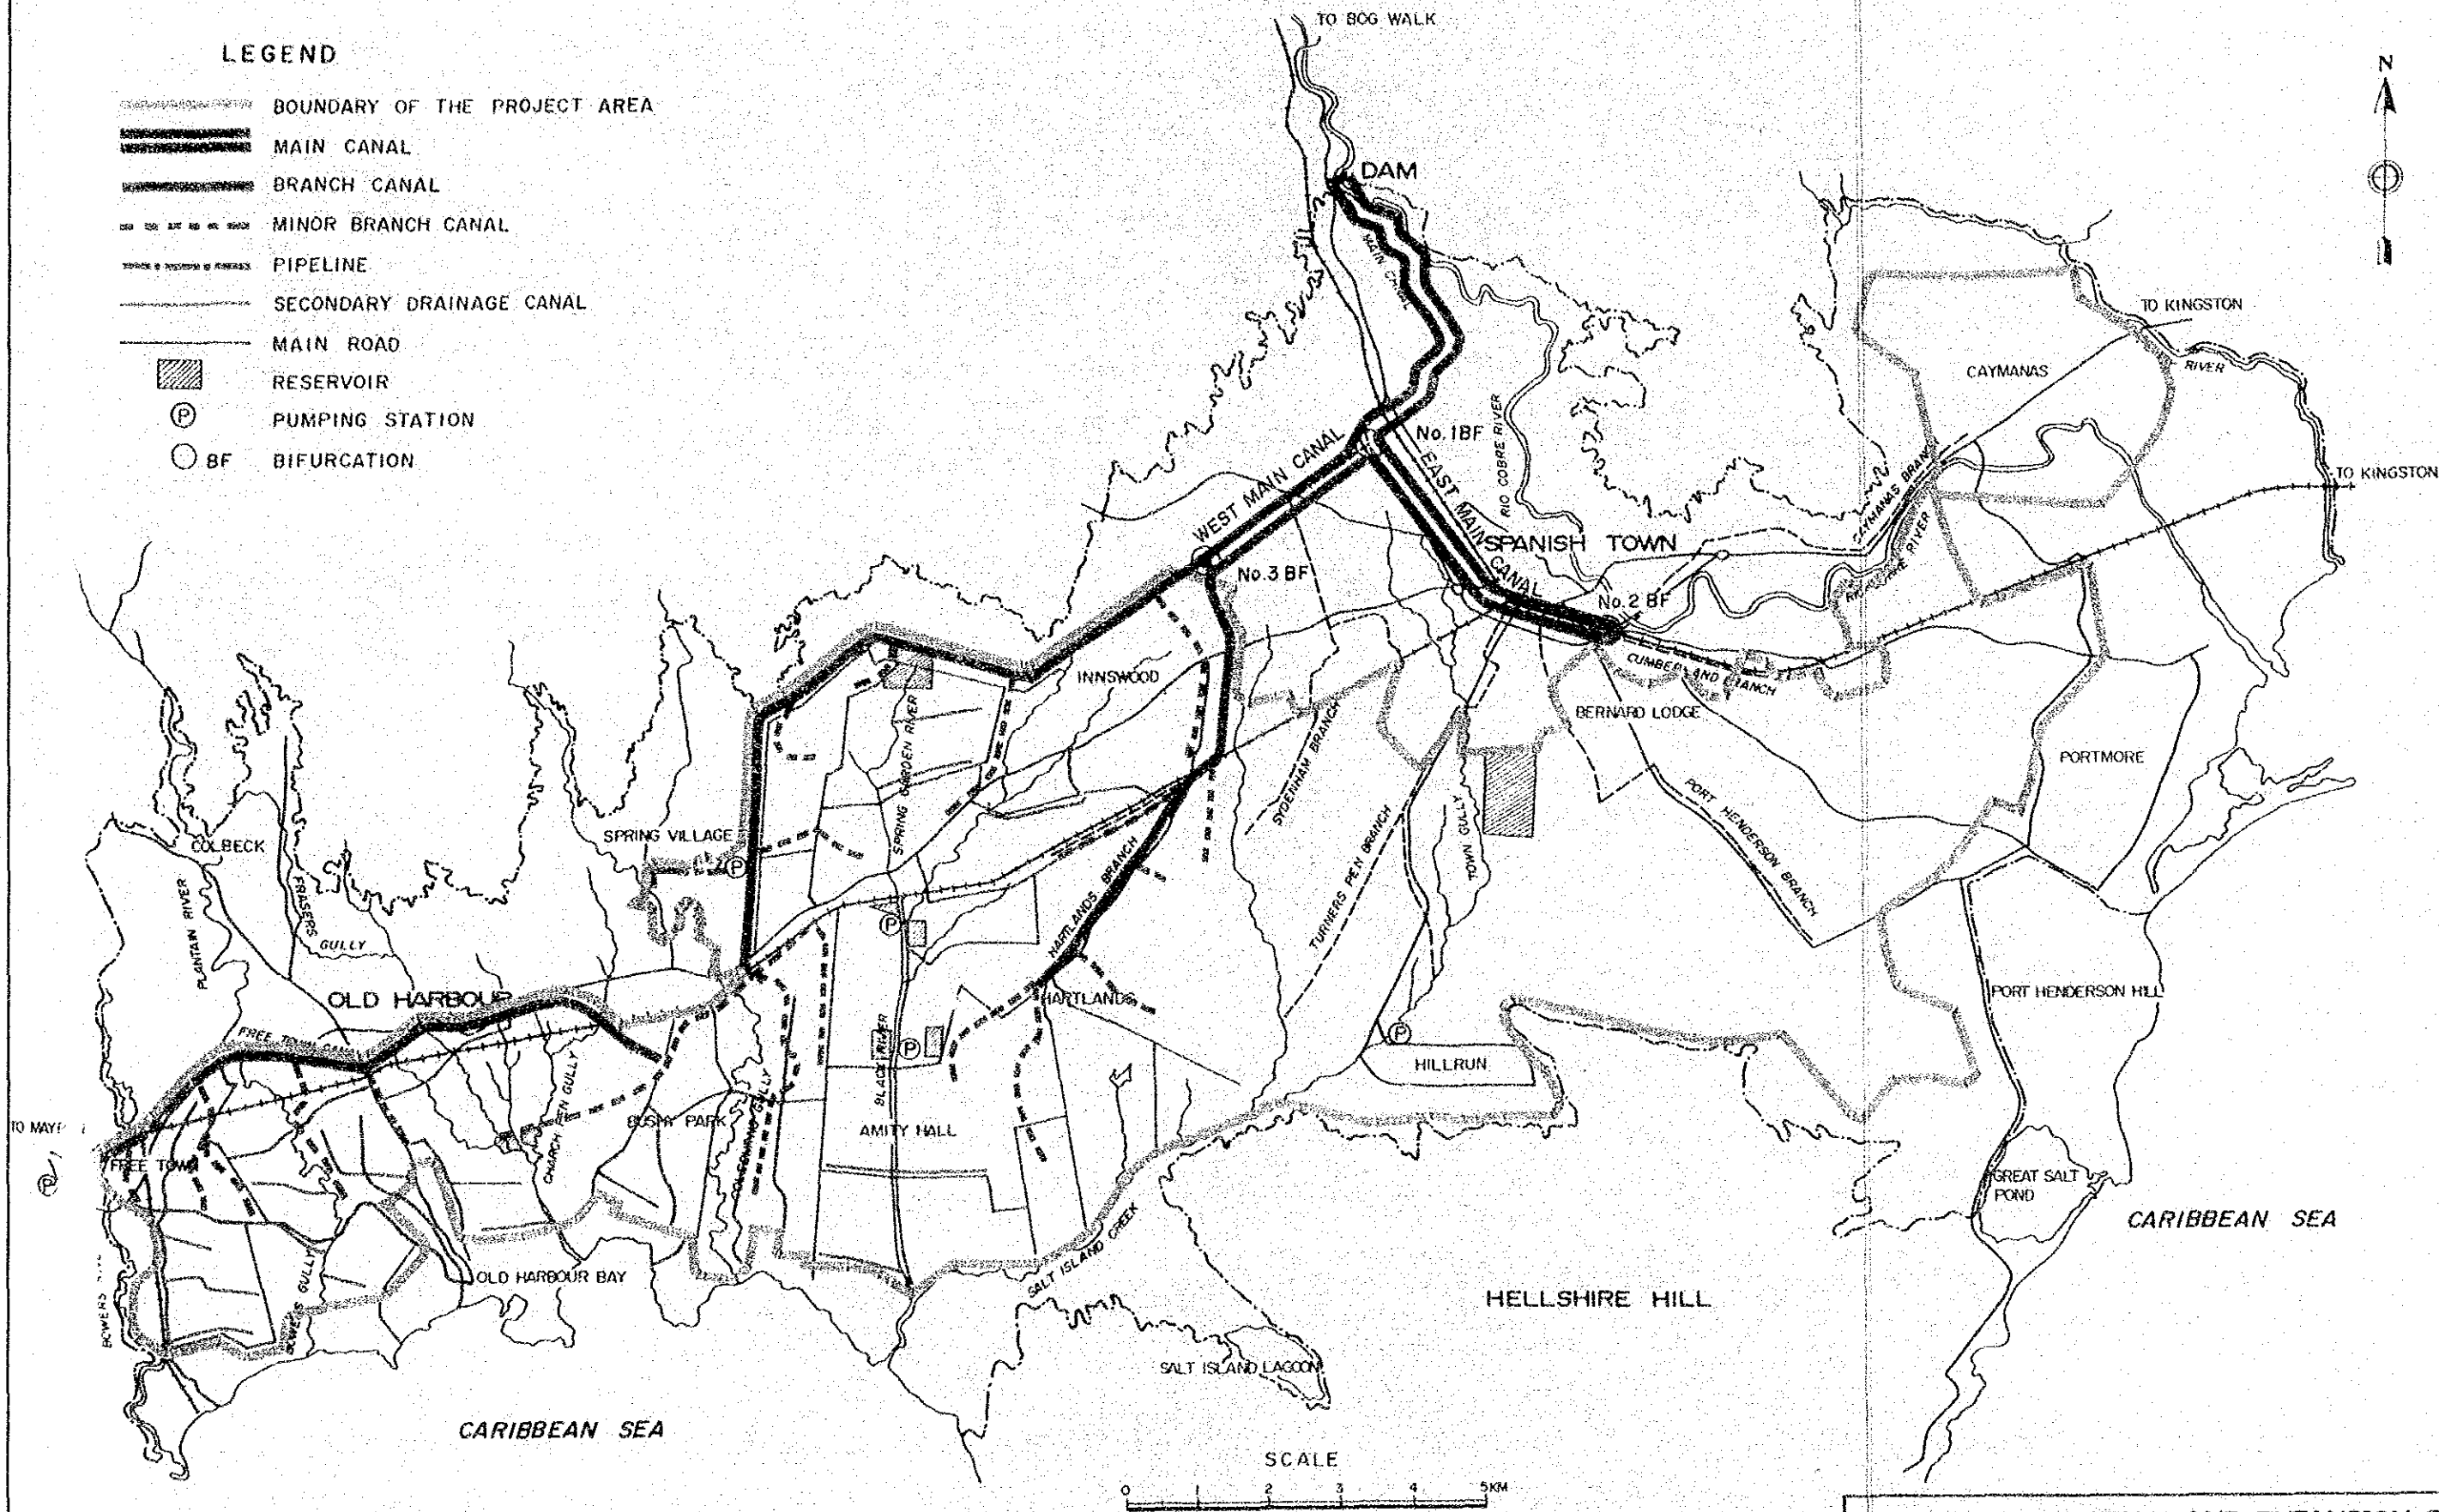 TO BOG WALK
LEGEND
BOUNDARY OF THE PROJECT AREA
MAIN CANAL
BRANCH CANAL
MINOR BRANCH CANAL
PIPELINE
SECONDARY DRAINAGE CANAL
MAIN ROAD
RESERVOIR
P PUMPING STATION
BF BIFURCATION
N
DAM
MAIN CANAL
TO KINGSTON
RIVER
CAYMANAS
No.1BF
WEST MAIN CANAL
EAST MAIN CANAL
RIO COBRE RIVER
CAYMANAS
TO KINGSTON
RIVER
SPANISH TOWN
No.3 BF
No.2 BF
CUMBERLAND BRANCH
INNSWOOD
BERNARD LODGE
SPRING GARDEN RIVER
SYDENHAM BRANCH
PORTMORE
PORT HENDERSON BRANCH
SPRING VILLAGE
P
COLBECK
PLANTAIN RIVER
FRASERS
GULLY
TURNERS PEN BRANCH
TOWN GULLY
HARTLANDS BRANCH
P
OLD HARBOUR
HARTLANDS
PORT HENDERSON HILL
FREE TOWN
BLACK RIVER
P
P
HILLRUN
GULLY
BUSHY PARK
GULLY
AMITY HALL
TO
FREE TOWN
P
GREAT SALT
POND
CARIBBEAN SEA
SALT ISLAND CREEK
OLD HARBOUR BAY
BOWERS
BOWERS GULLY
HELLSHIRE HILL
SALT ISLAND LAGOON
CARIBBEAN SEA
SCALE
0 1 2 3 4 5KM